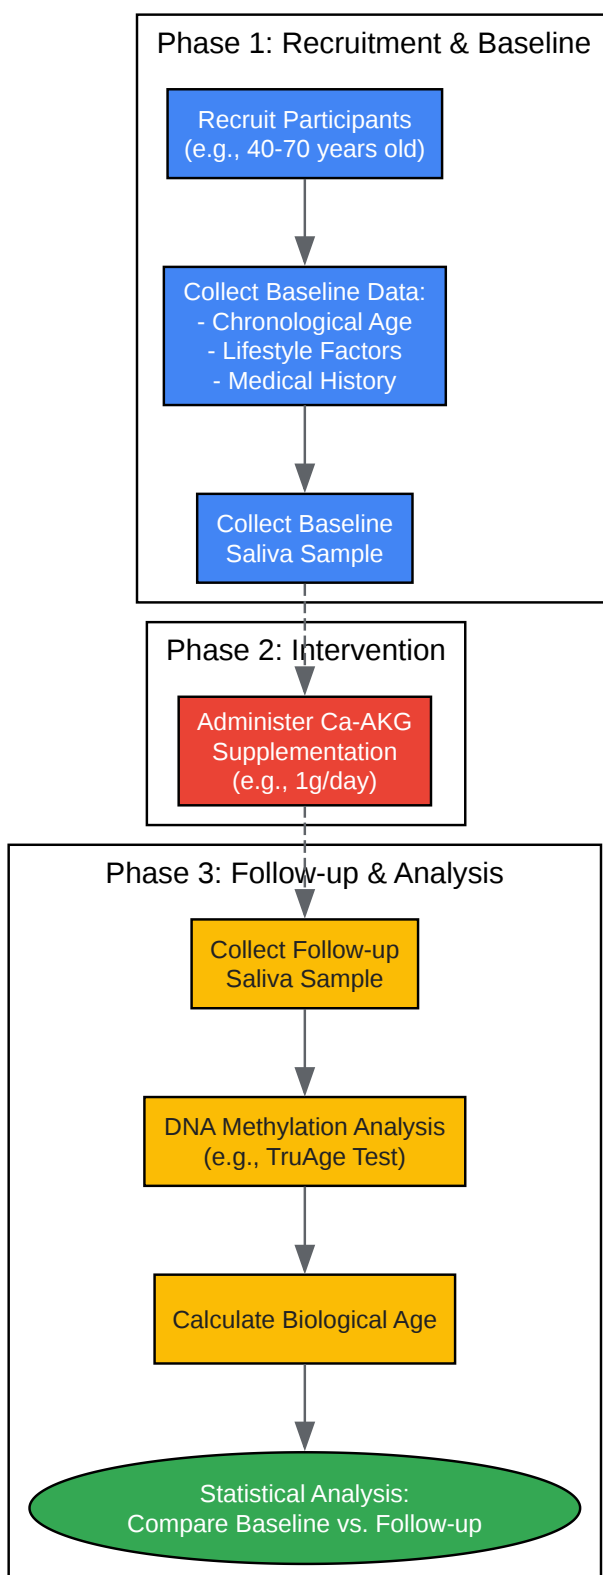 Phase 1: Recruitment & Baseline
Recruit Participants
(e.g., 40-70 years old)
Collect Baseline Data:
- Chronological Age
- Lifestyle Factors
- Medical History
Collect Baseline
Saliva Sample
Phase 2: Intervention
Administer Ca-AKG
Supplementation
(e.g., 1g/day)
Phase 3: Follow-up & Analysis
Collect Follow-up
Saliva Sample
DNA Methylation Analysis
(e.g., TruAge Test)
Calculate Biological Age
Statistical Analysis:
Compare Baseline vs. Follow-up